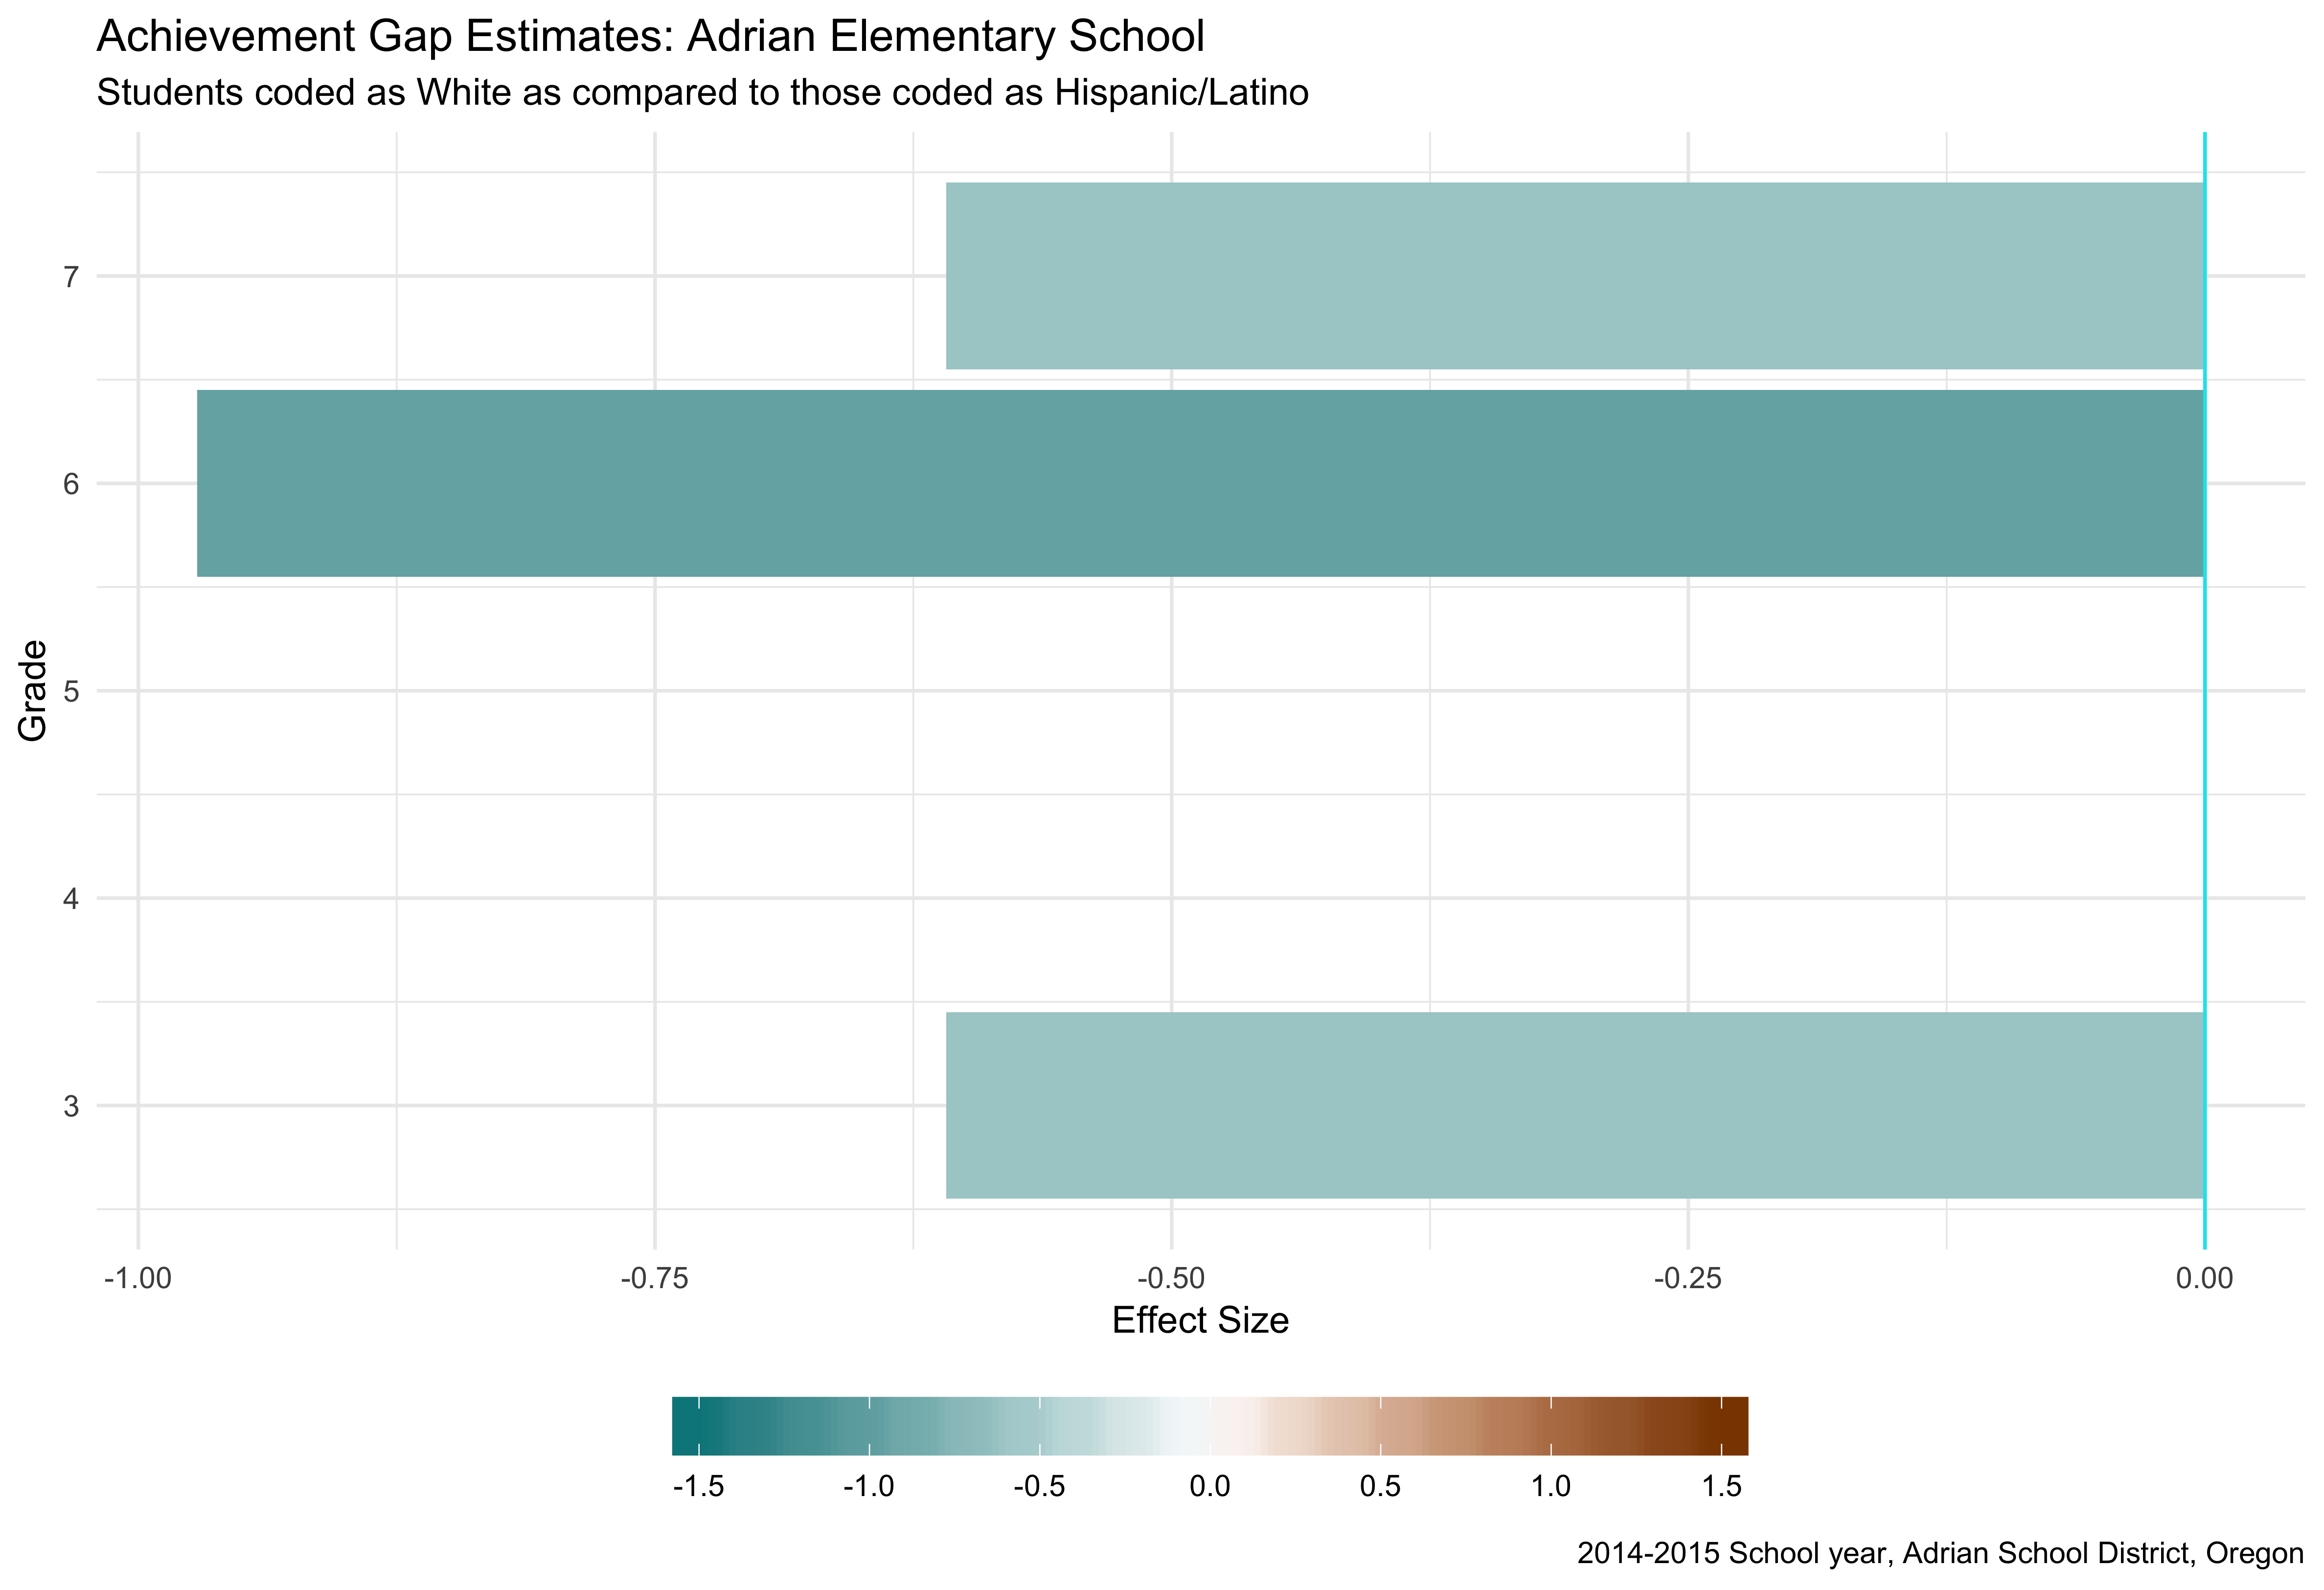 Achievement Gap Estimates: Adrian Elementary School
Students coded as White as compared to those coded as Hispanic/Latino
Grade
7
6
5
4
3
-1.00 -0.75 -0.50 -0.25 0.00
Effect Size
-1.5 -1.0 -0.5 0.0 0.5 1.0 1.5
2014-2015 School year, Adrian School District, Oregon